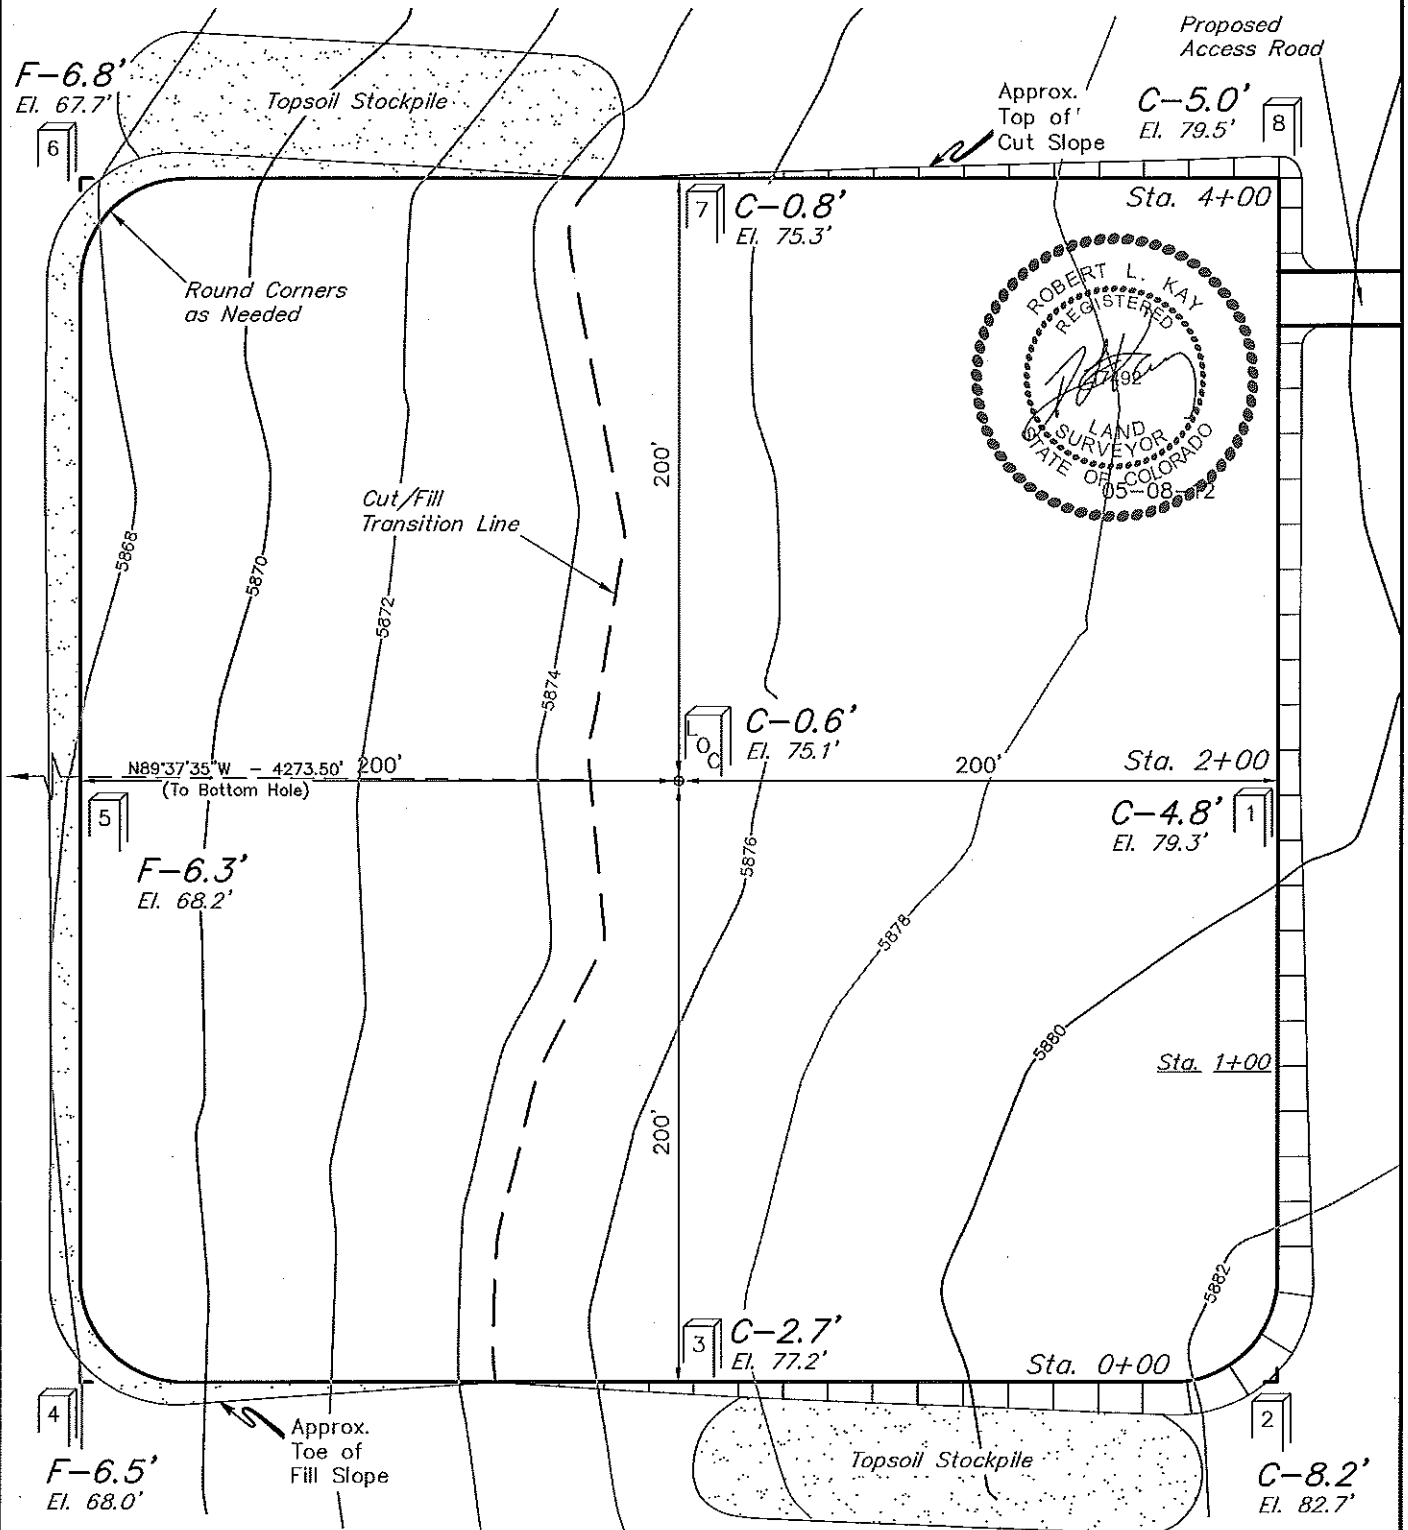 Proposed
Access Road
F-6.8'
El. 67.7'
6
Topsoil Stockpile
Approx.
Top of
Cut Slope
C-5.0'
El. 79.5'
8
7
C-0.8'
El. 75.3'
Sta. 4+00
Round Corners
as Needed
ROBERT L. KAY
REGISTERED
LAND
SURVEYOR
STATE OF COLORADO
05-08-12
200'
Cut/Fill
Transition Line
5868
5870
5872
5874
LOC
C-0.6'
El. 75.1'
N89°37'35"W - 4273.50'
(To Bottom Hole)
200'
200'
Sta. 2+00
5
F-6.3'
El. 68.2'
C-4.8'
El. 79.3'
1
5876
5878
5880
Sta. 1+00
200'
5882
3
C-2.7'
El. 77.2'
Sta. 0+00
4
F-6.5'
El. 68.0'
Approx.
Toe of
Fill Slope
Topsoil Stockpile
2
C-8.2'
El. 82.7'